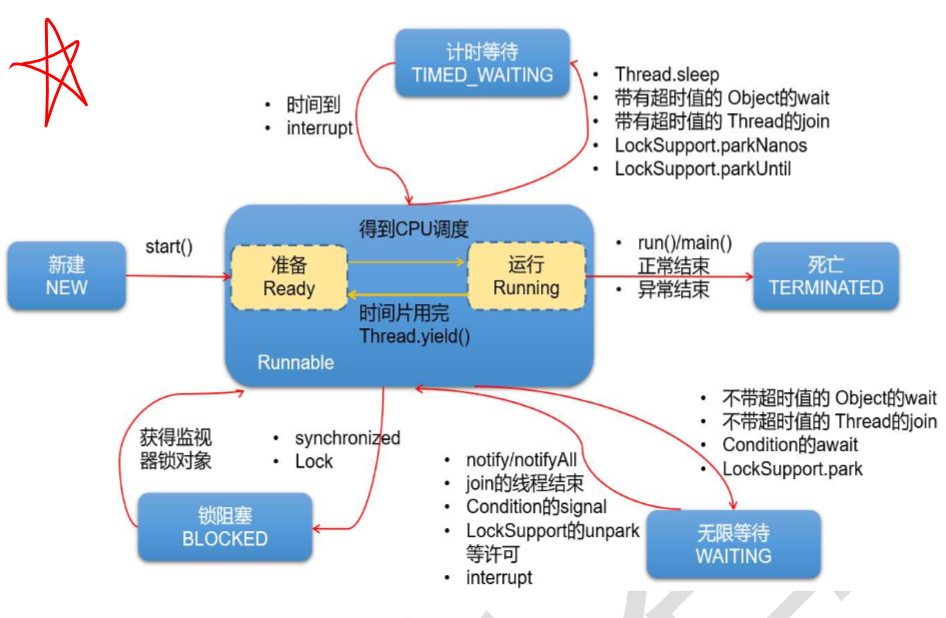 计时等待
TIMED_WAITING
• 时间到
• interrupt
• Thread.sleep
• 带有超时值的 Object的wait
• 带有超时值的 Thread的join
• LockSupport.parkNanos
• LockSupport.parkUntil
新建
NEW
start()
得到CPU调度
准备
Ready
运行
Running
时间片用完
Thread.yield()
Runnable
• run()/main()
正常结束
• 异常结束
死亡
TERMINATED
获得监视
器锁对象
• synchronized
• Lock
锁阻塞
BLOCKED
• notify/notifyAll
• join的线程结束
• Condition的signal
• LockSupport的unpark
等许可
• interrupt
• 不带超时值的 Object的wait
• 不带超时值的 Thread的join
• Condition的await
• LockSupport.park
无限等待
WAITING